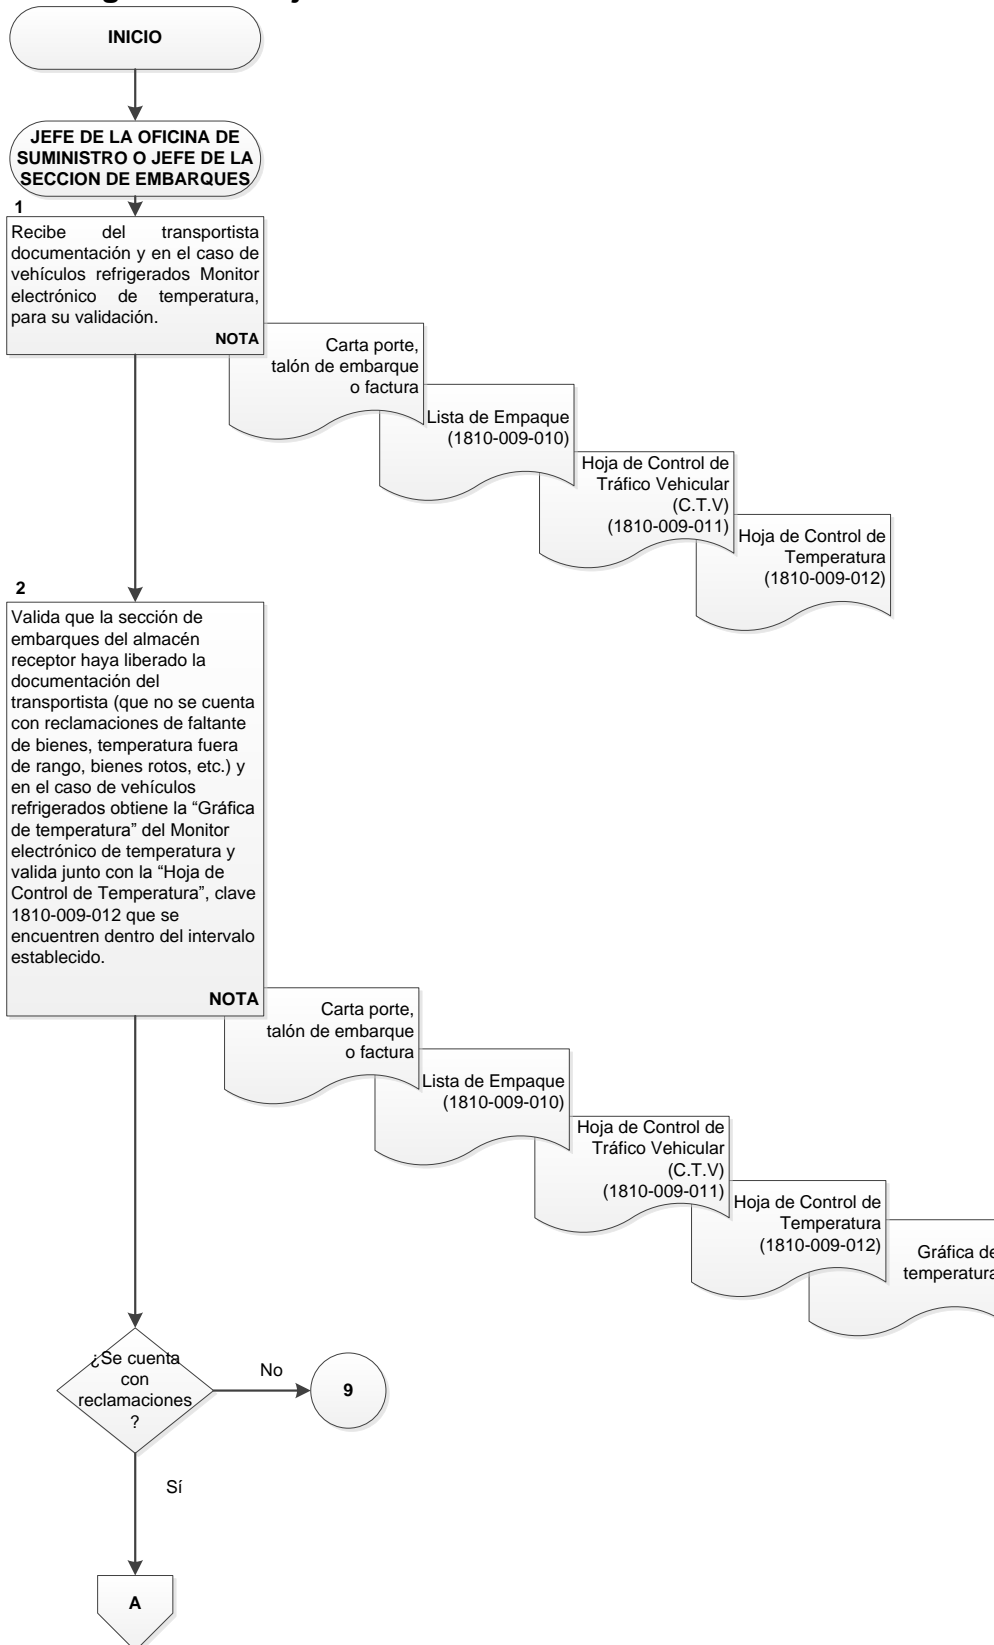 INICIO
JEFE DE LA OFICINA DE
SUMINISTRO O JEFE DE LA
SECCION DE EMBARQUES
1
Recibe del transportista
documentación y en el caso de
vehículos refrigerados Monitor
electrónico de temperatura,
para su validación.
NOTA
Carta porte,
talón de embarque
o factura
Lista de Empaque
(1810-009-010)
Hoja de Control de
Tráfico Vehicular
(C.T.V)
(1810-009-011)
Hoja de Control de
Temperatura
(1810-009-012)
2
Valida que la sección de
embarques del almacén
receptor haya liberado la
documentación del
transportista (que no se cuenta
con reclamaciones de faltante
de bienes, temperatura fuera
de rango, bienes rotos, etc.) y
en el caso de vehículos
refrigerados obtiene la “Gráfica
de temperatura” del Monitor
electrónico de temperatura y
valida junto con la “Hoja de
Control de Temperatura”, clave
1810-009-012 que se
encuentren dentro del intervalo
establecido.
NOTA
Carta porte,
talón de embarque
o factura
Lista de Empaque
(1810-009-010)
Hoja de Control de
Tráfico Vehicular
(C.T.V)
(1810-009-011)
Hoja de Control de
Temperatura
(1810-009-012)
Gráfica de
temperatura
¿Se cuenta
con
reclamaciones
?
No
9
Sí
A